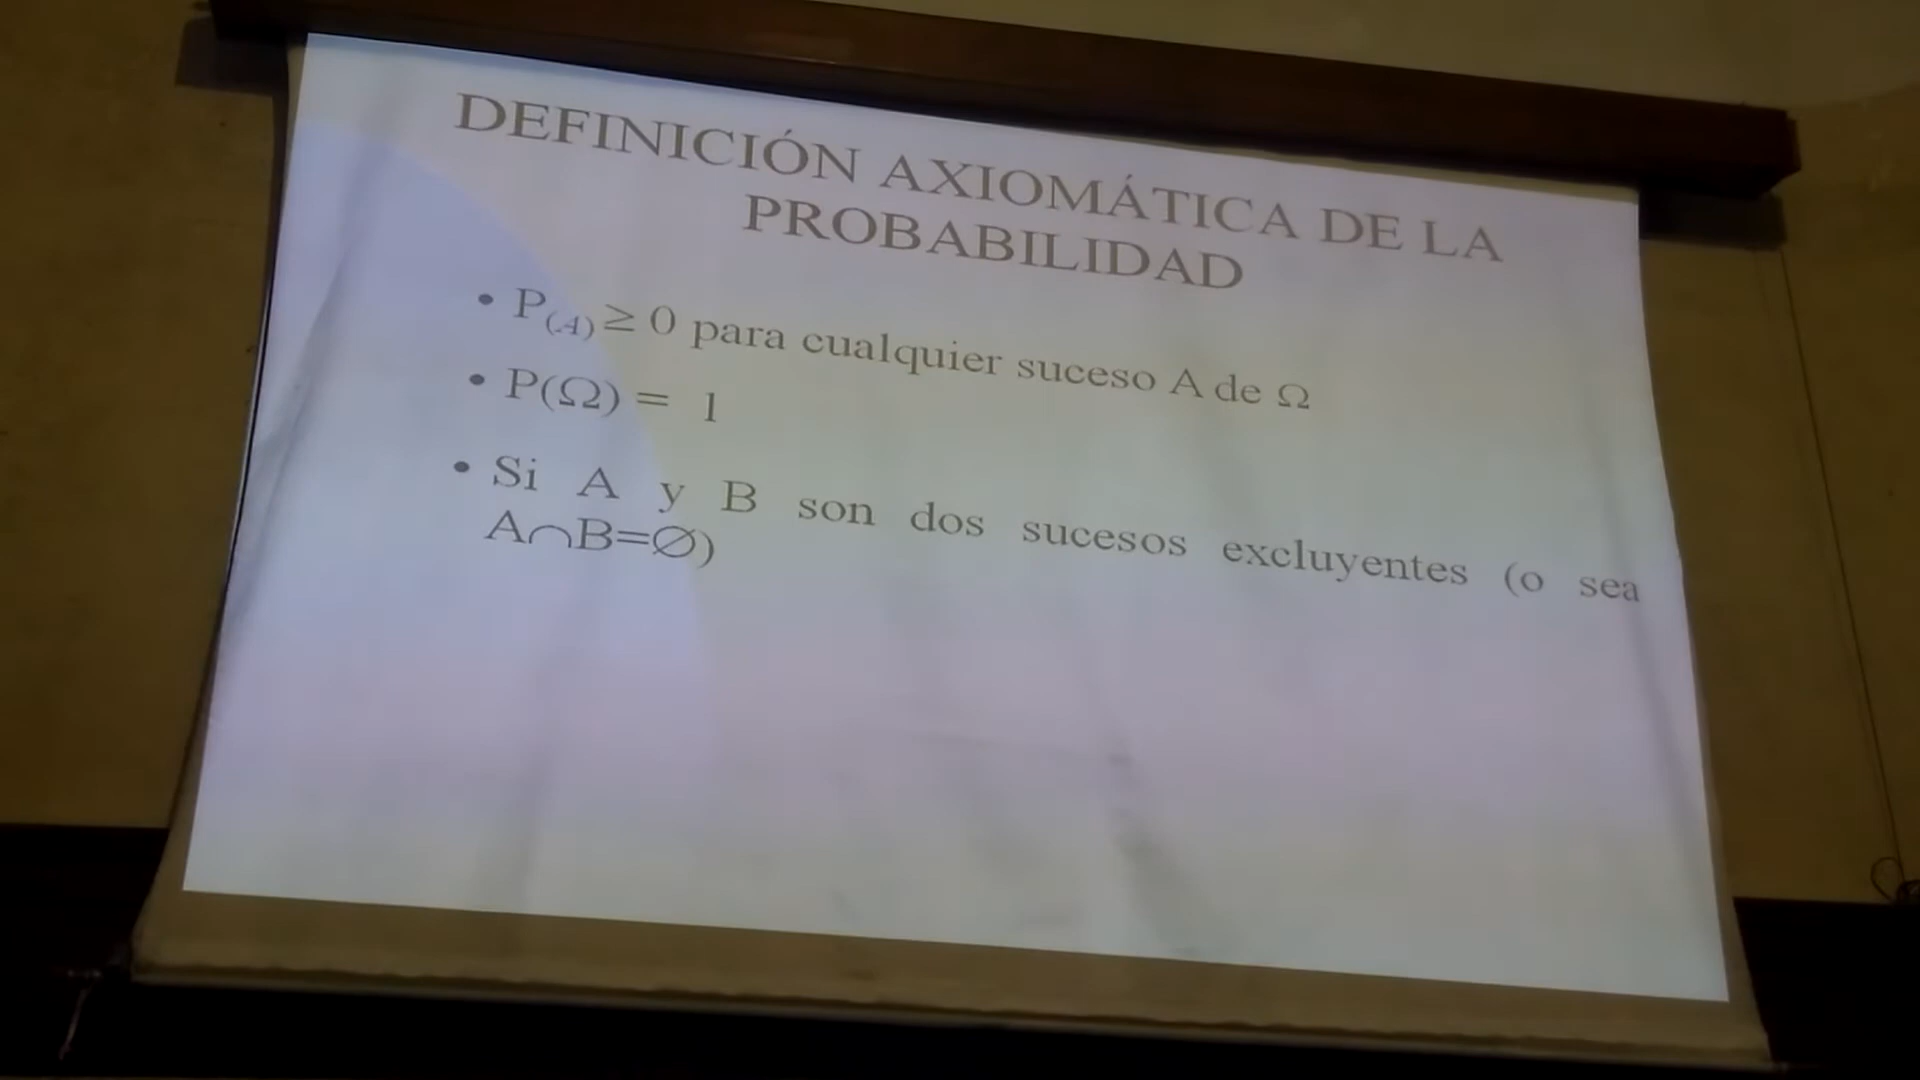 DEFINICIÓN AXIOMÁTICA DE LA
PROBABILIDAD
• P(A) ≥ 0 para cualquier suceso A de Ω
• P(Ω) = 1
• Si A y B son dos sucesos excluyentes (o sea
A∩B=∅)